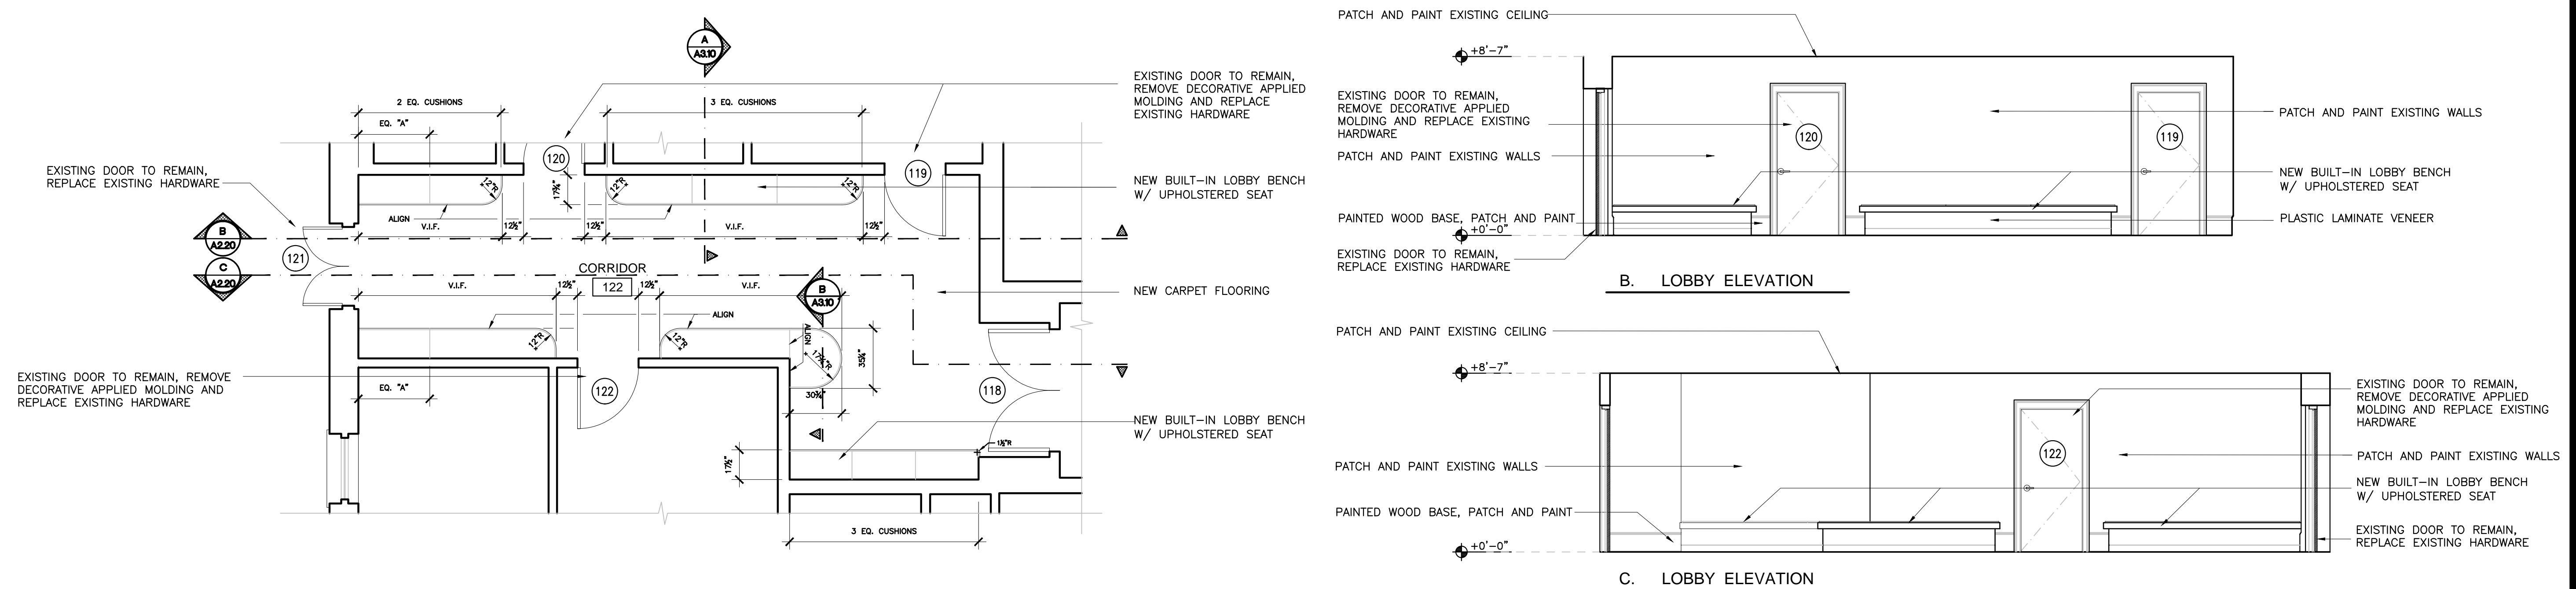 A
A3.10
2 EQ. CUSHIONS
3 EQ. CUSHIONS
EQ. "A"
EXISTING DOOR TO REMAIN,
REMOVE DECORATIVE APPLIED
MOLDING AND REPLACE
EXISTING HARDWARE
120
119
EXISTING DOOR TO REMAIN,
REPLACE EXISTING HARDWARE
12"R
17¾"
12"R
12"R
NEW BUILT-IN LOBBY BENCH
W/ UPHOLSTERED SEAT
ALIGN
V.I.F.
12½"
12½"
V.I.F.
12½"
B
A2.20
C
A2.20
121
CORRIDOR
122
V.I.F.
12½"
12½"
V.I.F.
B
A3.10
NEW CARPET FLOORING
ALIGN
ALIGN
12"R
12"R
35¾"
EXISTING DOOR TO REMAIN, REMOVE
DECORATIVE APPLIED MOLDING AND
REPLACE EXISTING HARDWARE
EQ. "A"
122
118
NEW BUILT-IN LOBBY BENCH
W/ UPHOLSTERED SEAT
1½"R
17½"
3 EQ. CUSHIONS
PATCH AND PAINT EXISTING CEILING
+8'-7"
EXISTING DOOR TO REMAIN,
REMOVE DECORATIVE APPLIED
MOLDING AND REPLACE EXISTING
HARDWARE
120
119
PATCH AND PAINT EXISTING WALLS
PATCH AND PAINT EXISTING WALLS
NEW BUILT-IN LOBBY BENCH
W/ UPHOLSTERED SEAT
PAINTED WOOD BASE, PATCH AND PAINT
PLASTIC LAMINATE VENEER
+0'-0"
EXISTING DOOR TO REMAIN,
REPLACE EXISTING HARDWARE
B. LOBBY ELEVATION
PATCH AND PAINT EXISTING CEILING
+8'-7"
EXISTING DOOR TO REMAIN,
REMOVE DECORATIVE APPLIED
MOLDING AND REPLACE EXISTING
HARDWARE
122
PATCH AND PAINT EXISTING WALLS
PATCH AND PAINT EXISTING WALLS
NEW BUILT-IN LOBBY BENCH
W/ UPHOLSTERED SEAT
PAINTED WOOD BASE, PATCH AND PAINT
EXISTING DOOR TO REMAIN,
REPLACE EXISTING HARDWARE
+0'-0"
C. LOBBY ELEVATION